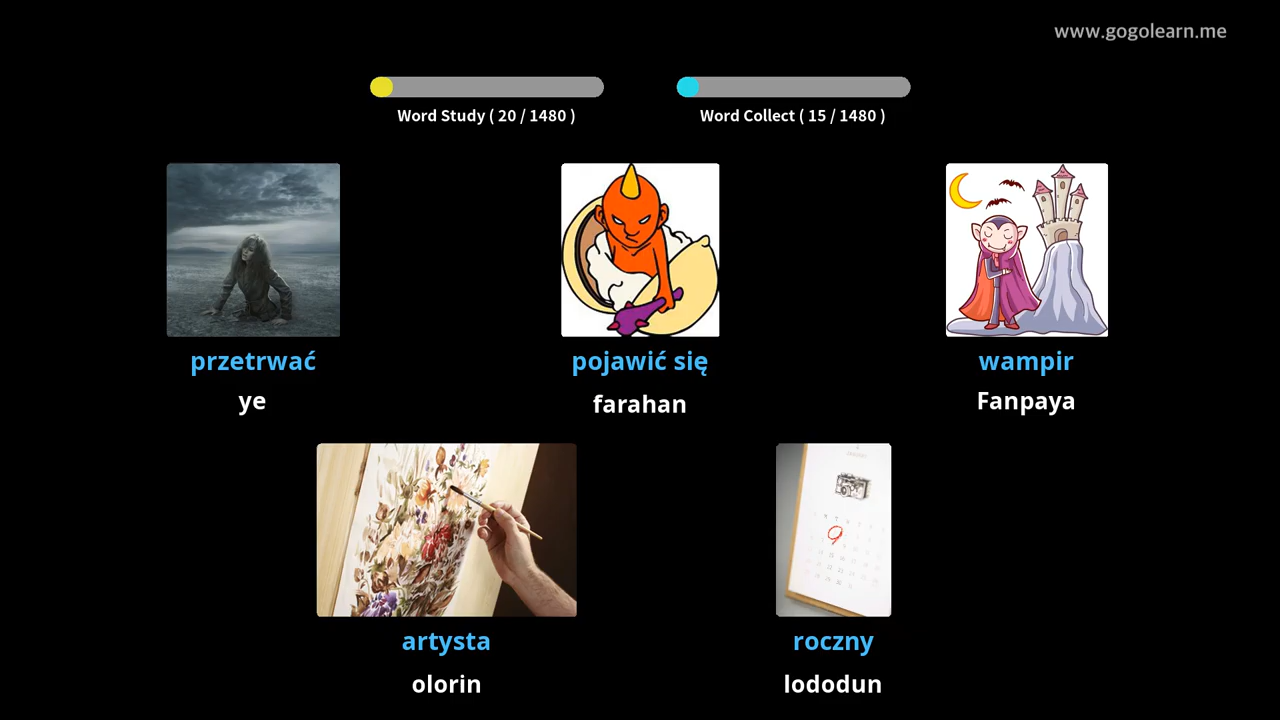 www.gogolearn.me
Word Study ( 20 / 1480 )
Word Collect ( 15 / 1480 )
przetrwać
ye
pojawić się
farahan
wampir
Fanpaya
artysta
olorin
roczny
lododun